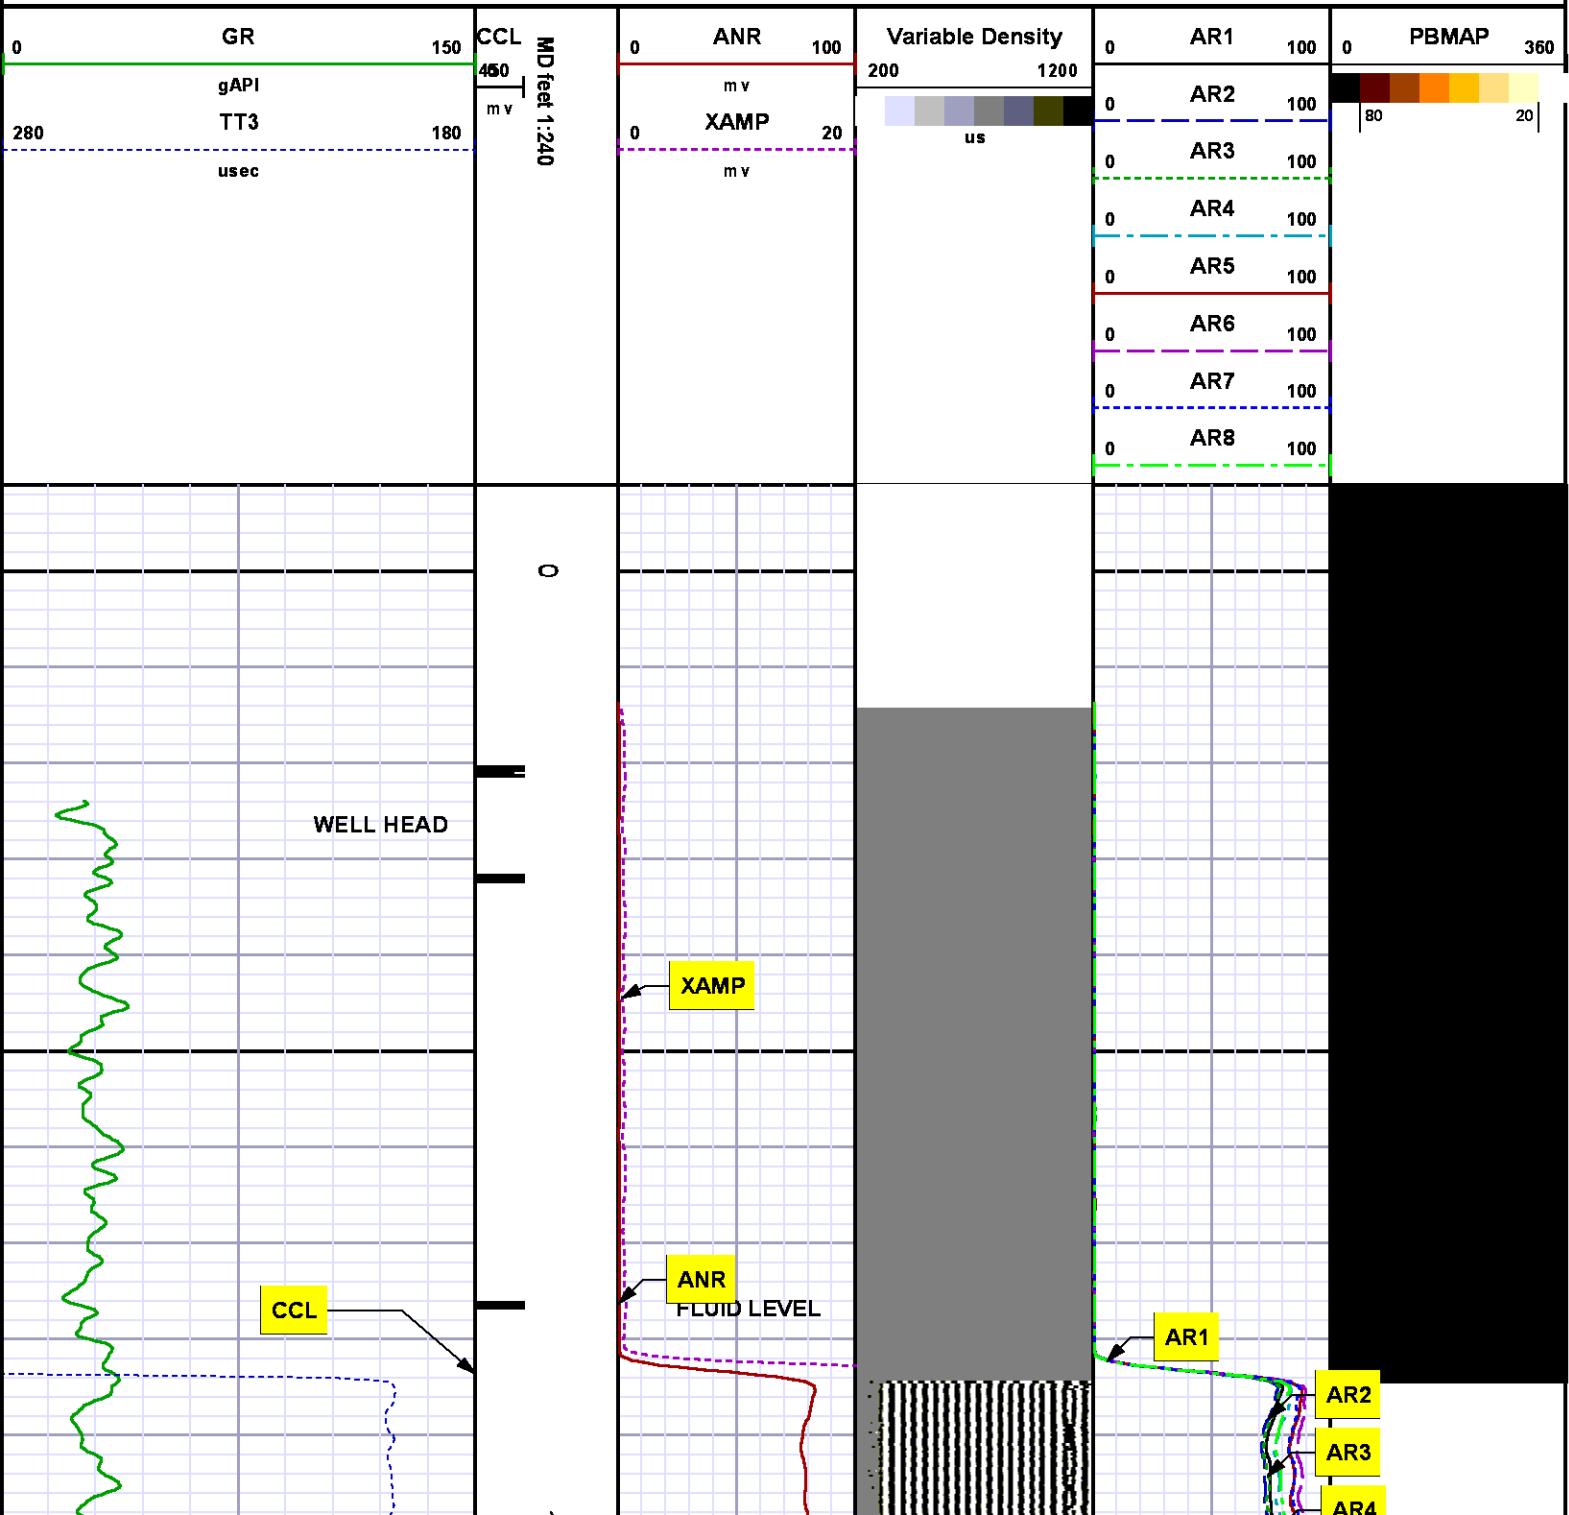 GR
0 150
gAPI
TT3
280 180
usec
CCL
450
mv
MD feet 1:240
ANR
0 100
mv
XAMP
0 20
mv
Variable Density
200 1200
us
AR1
0 100
AR2
0 100
AR3
0 100
AR4
0 100
AR5
0 100
AR6
0 100
AR7
0 100
AR8
0 100
PBMAP
0 360
80 20
0
WELL HEAD
XAMP
ANR
FLUID LEVEL
CCL
AR1
AR2
AR3
AR4